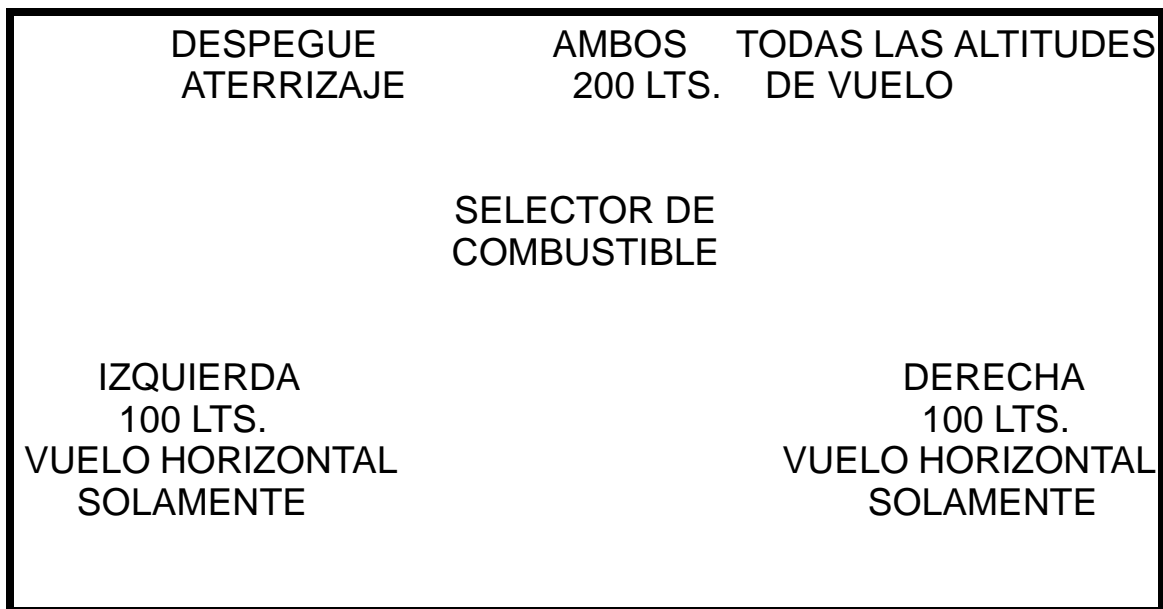 DESPEGUE AMBOS TODAS LAS ALTITUDES
ATERRIZAJE 200 LTS. DE VUELO
SELECTOR DE
COMBUSTIBLE
IZQUIERDA DERECHA
100 LTS. 100 LTS.
VUELO HORIZONTAL VUELO HORIZONTAL
SOLAMENTE SOLAMENTE